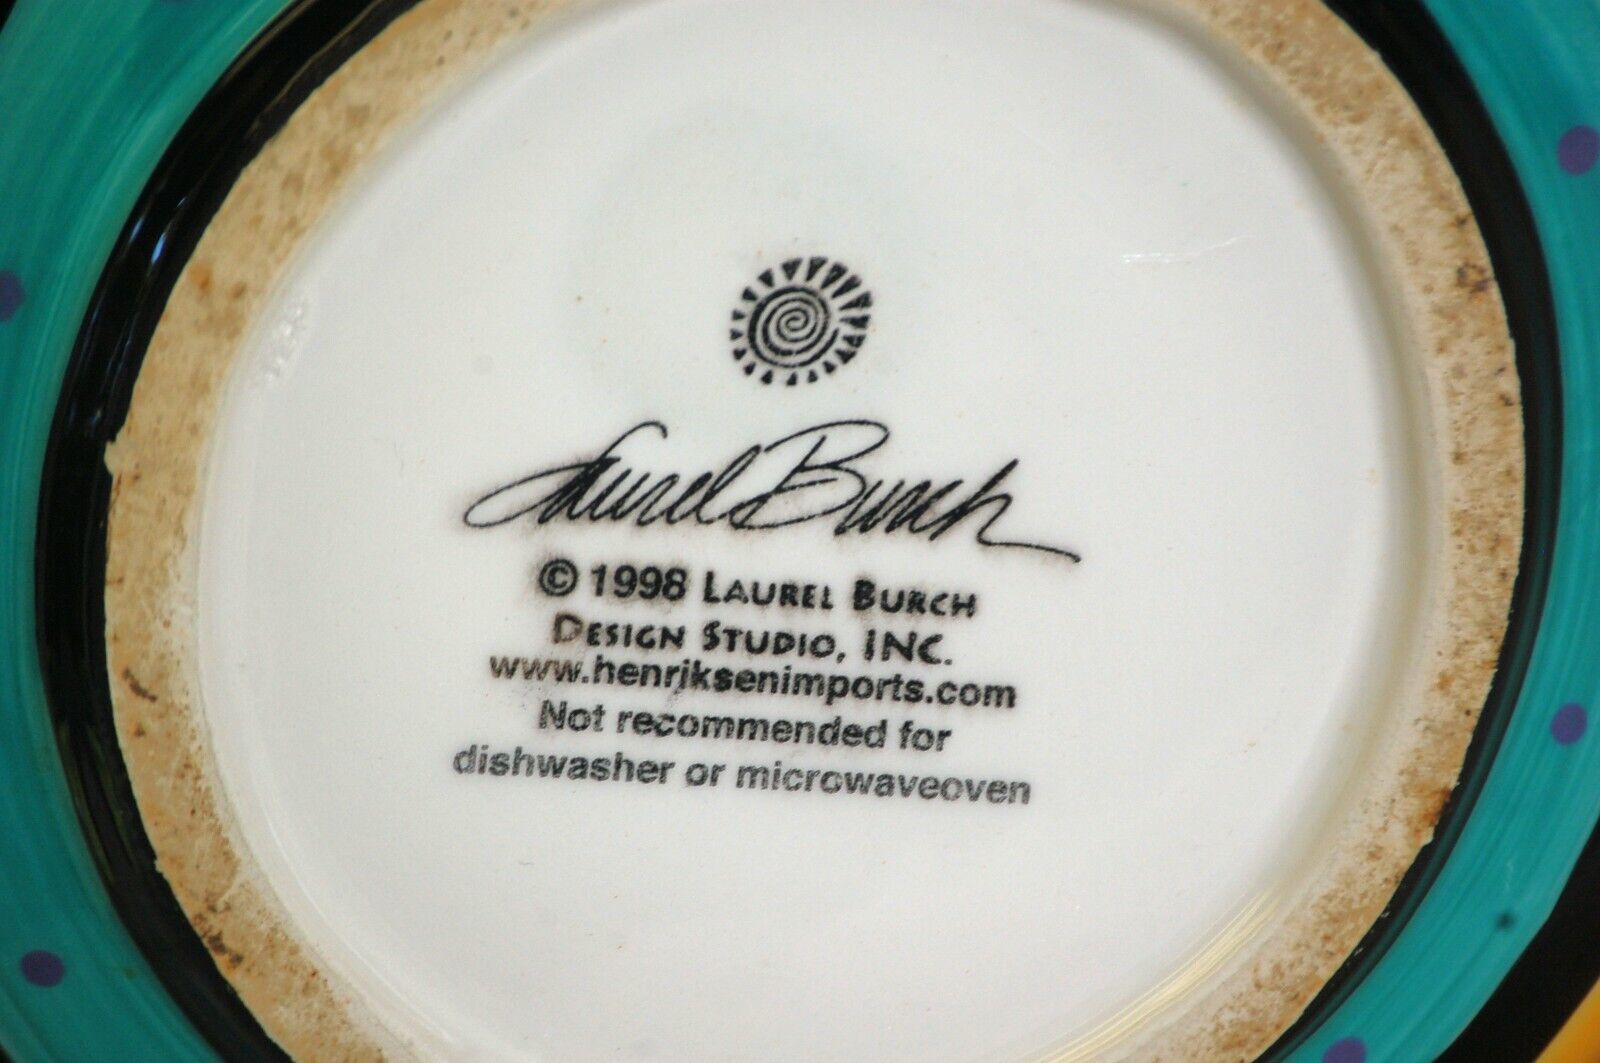 Laurel Burch
© 1998 LAUREL BURCH
DESIGN STUDIO, INC.
www.henriksenimports.com
Not recommended for
dishwasher or microwaveoven